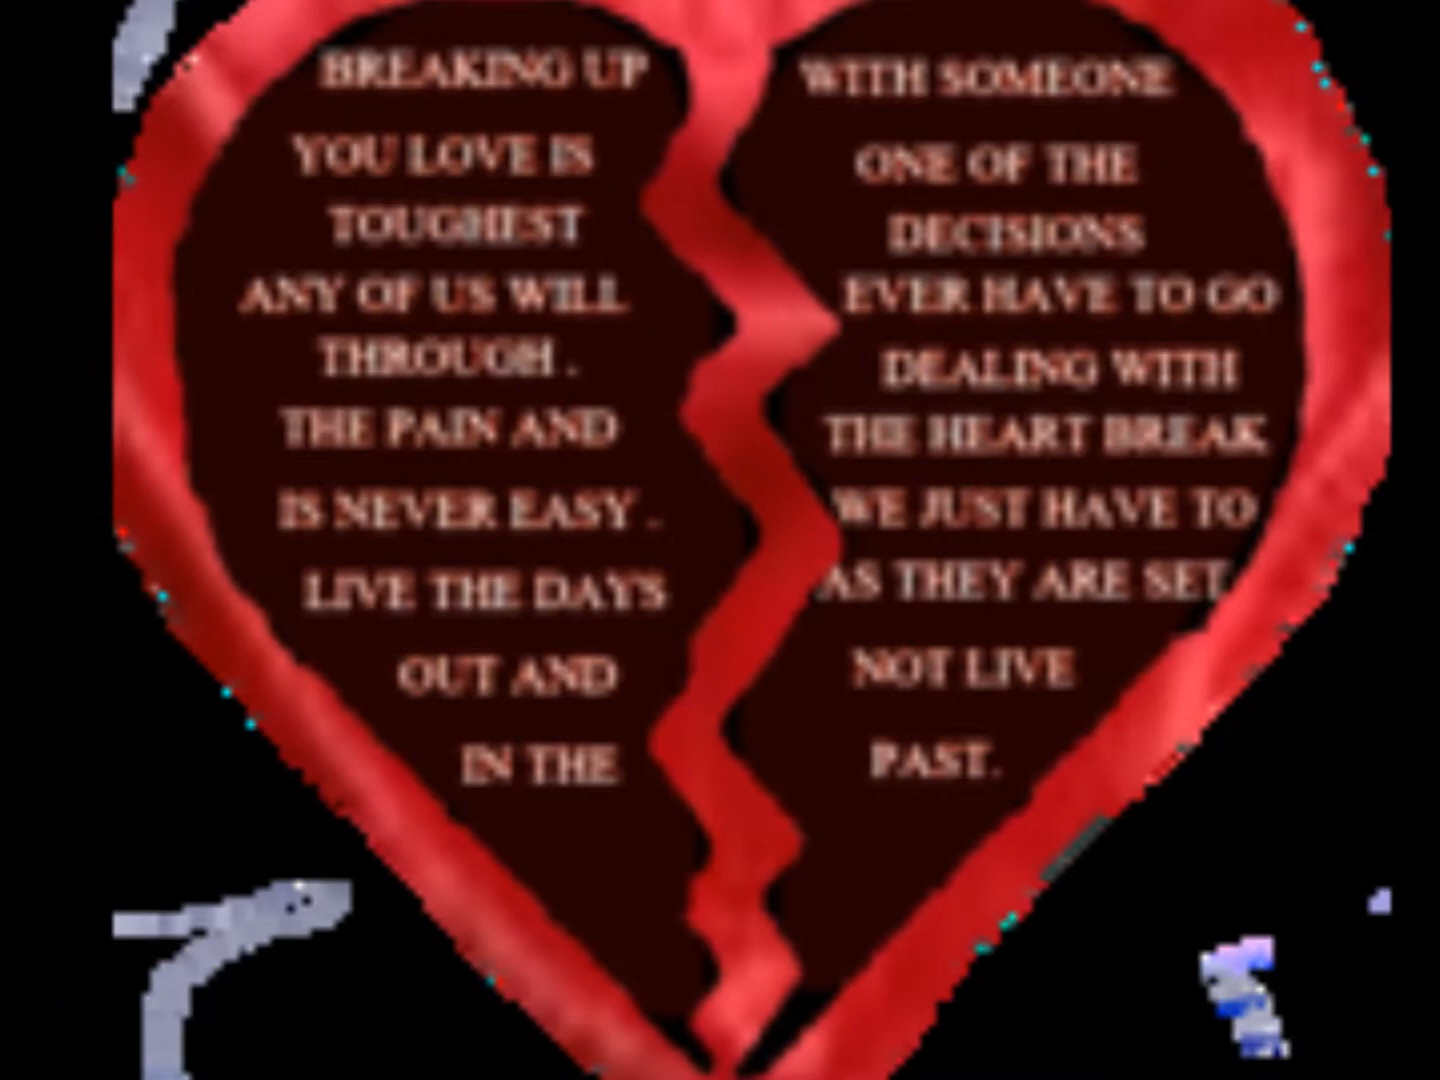 BREAKING UP WITH SOMEONE
YOU LOVE IS ONE OF THE
TOUGHEST DECISIONS
ANY OF US WILL EVER HAVE TO GO
THROUGH . DEALING WITH
THE PAIN AND THE HEART BREAK
IS NEVER EASY . WE JUST HAVE TO
LIVE THE DAYS AS THEY ARE SET
OUT AND NOT LIVE
IN THE PAST.